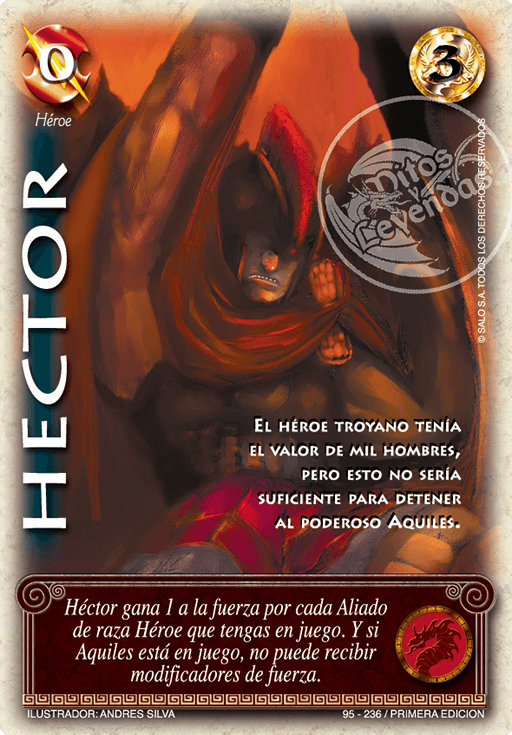 0
3
Héroe
HECTOR
Mitos
y
Leyendas
© SALO S.A. TODOS LOS DERECHOS RESERVADOS
EL HÉROE TROYANO TENÍA
EL VALOR DE MIL HOMBRES,
PERO ESTO NO SERÍA
SUFICIENTE PARA DETENER
AL PODEROSO AQUILES.
Héctor gana 1 a la fuerza por cada Aliado
de raza Héroe que tengas en juego. Y si
Aquiles está en juego, no puede recibir
modificadores de fuerza.
ILUSTRADOR: ANDRES SILVA
95 - 236 / PRIMERA EDICION